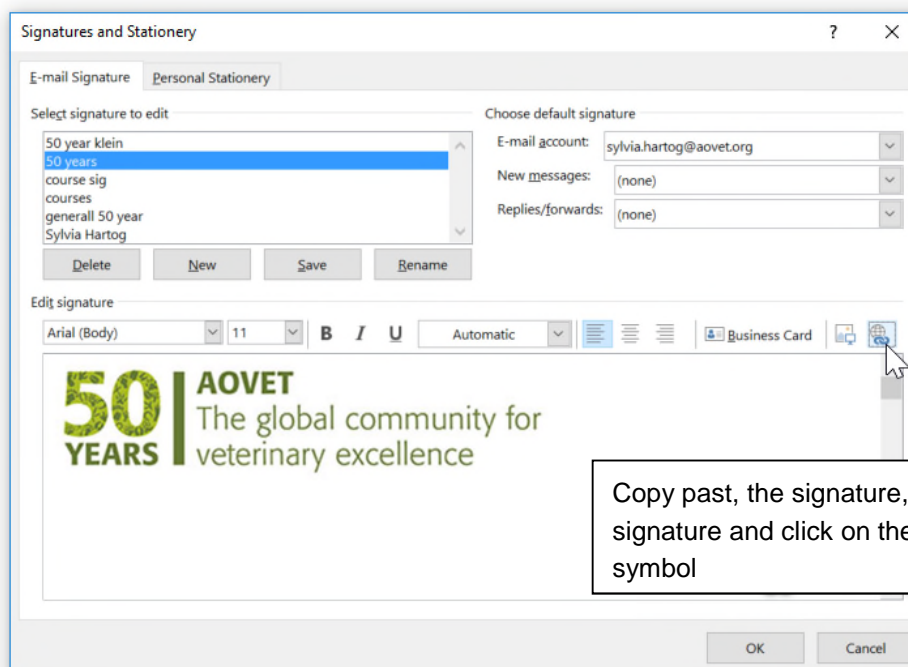 Signatures and Stationery ?
E-mail Signature Personal Stationery
Select signature to edit
50 year klein
50 years
course sig
courses
generall 50 year
Sylvia Hartog
Delete New Save Rename
Choose default signature
E-mail account: sylvia.hartog@aovet.org
New messages: (none)
Replies/forwards: (none)
Edit signature
Arial (Body) 11 B I U Automatic Business Card
50 YEARS
AOVET
The global community for
veterinary excellence
Copy past, the signature,
signature and click on the
symbol
OK Cancel